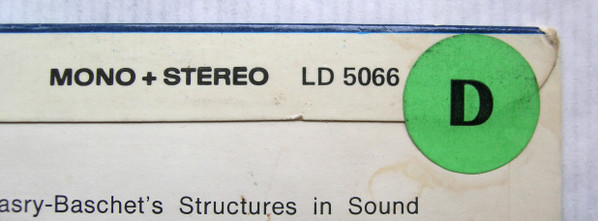 MONO + STEREO LD 5066
D
asry-Baschet's Structures in Sound